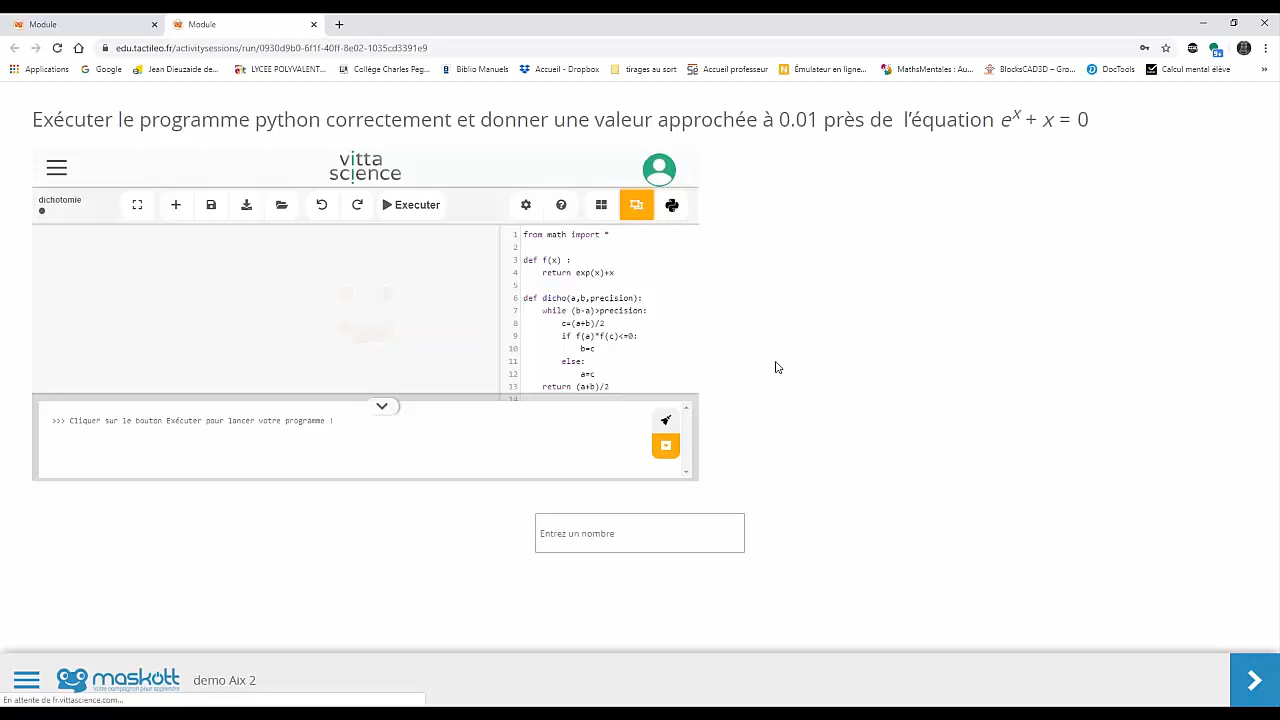 Module
Module
edu.tactileo.fr/activitysessions/run/0930d9b0-6f1f-40ff-8e02-1035cd3391e9
Applications
Google
Jean Dieuzaide de...
LYCEE POLYVALENT...
Collège Charles Peg...
Biblio Manuels
Accueil - Dropbox
tirages au sort
Accueil professeur
Émulateur en ligne...
MathsMentales : Au...
BlocksCAD3D – Gro...
DocTools
Calcul mental élève
»
Exécuter le programme python correctement et donner une valeur approchée à 0.01 près de l'équation eˣ + x = 0
vitta
science
dichotomie
Executer
1 from math import *
2
3 def f(x) :
4 return exp(x)+x
5
6 def dicho(a,b,precision):
7 while (b-a)>precision:
8 c=(a+b)/2
9 if f(a)*f(c)<=0:
10 b=c
11 else:
12 a=c
13 return (a+b)/2
14
>>> Cliquer sur le bouton Exécuter pour lancer votre programme !
Entrez un nombre
maskott
Votre compagnon pour apprendre
demo Aix 2
En attente de fr.vittascience.com...